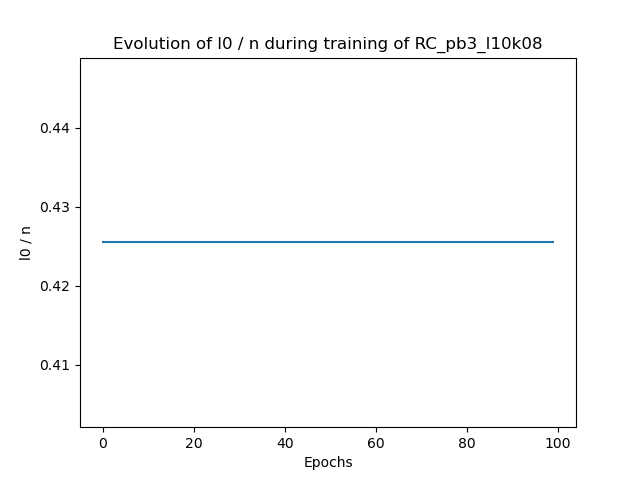 Evolution of l0 / n during training of RC_pb3_l10k08
0.44
0.43
0.42
0.41
l0 / n
0 20 40 60 80 100
Epochs